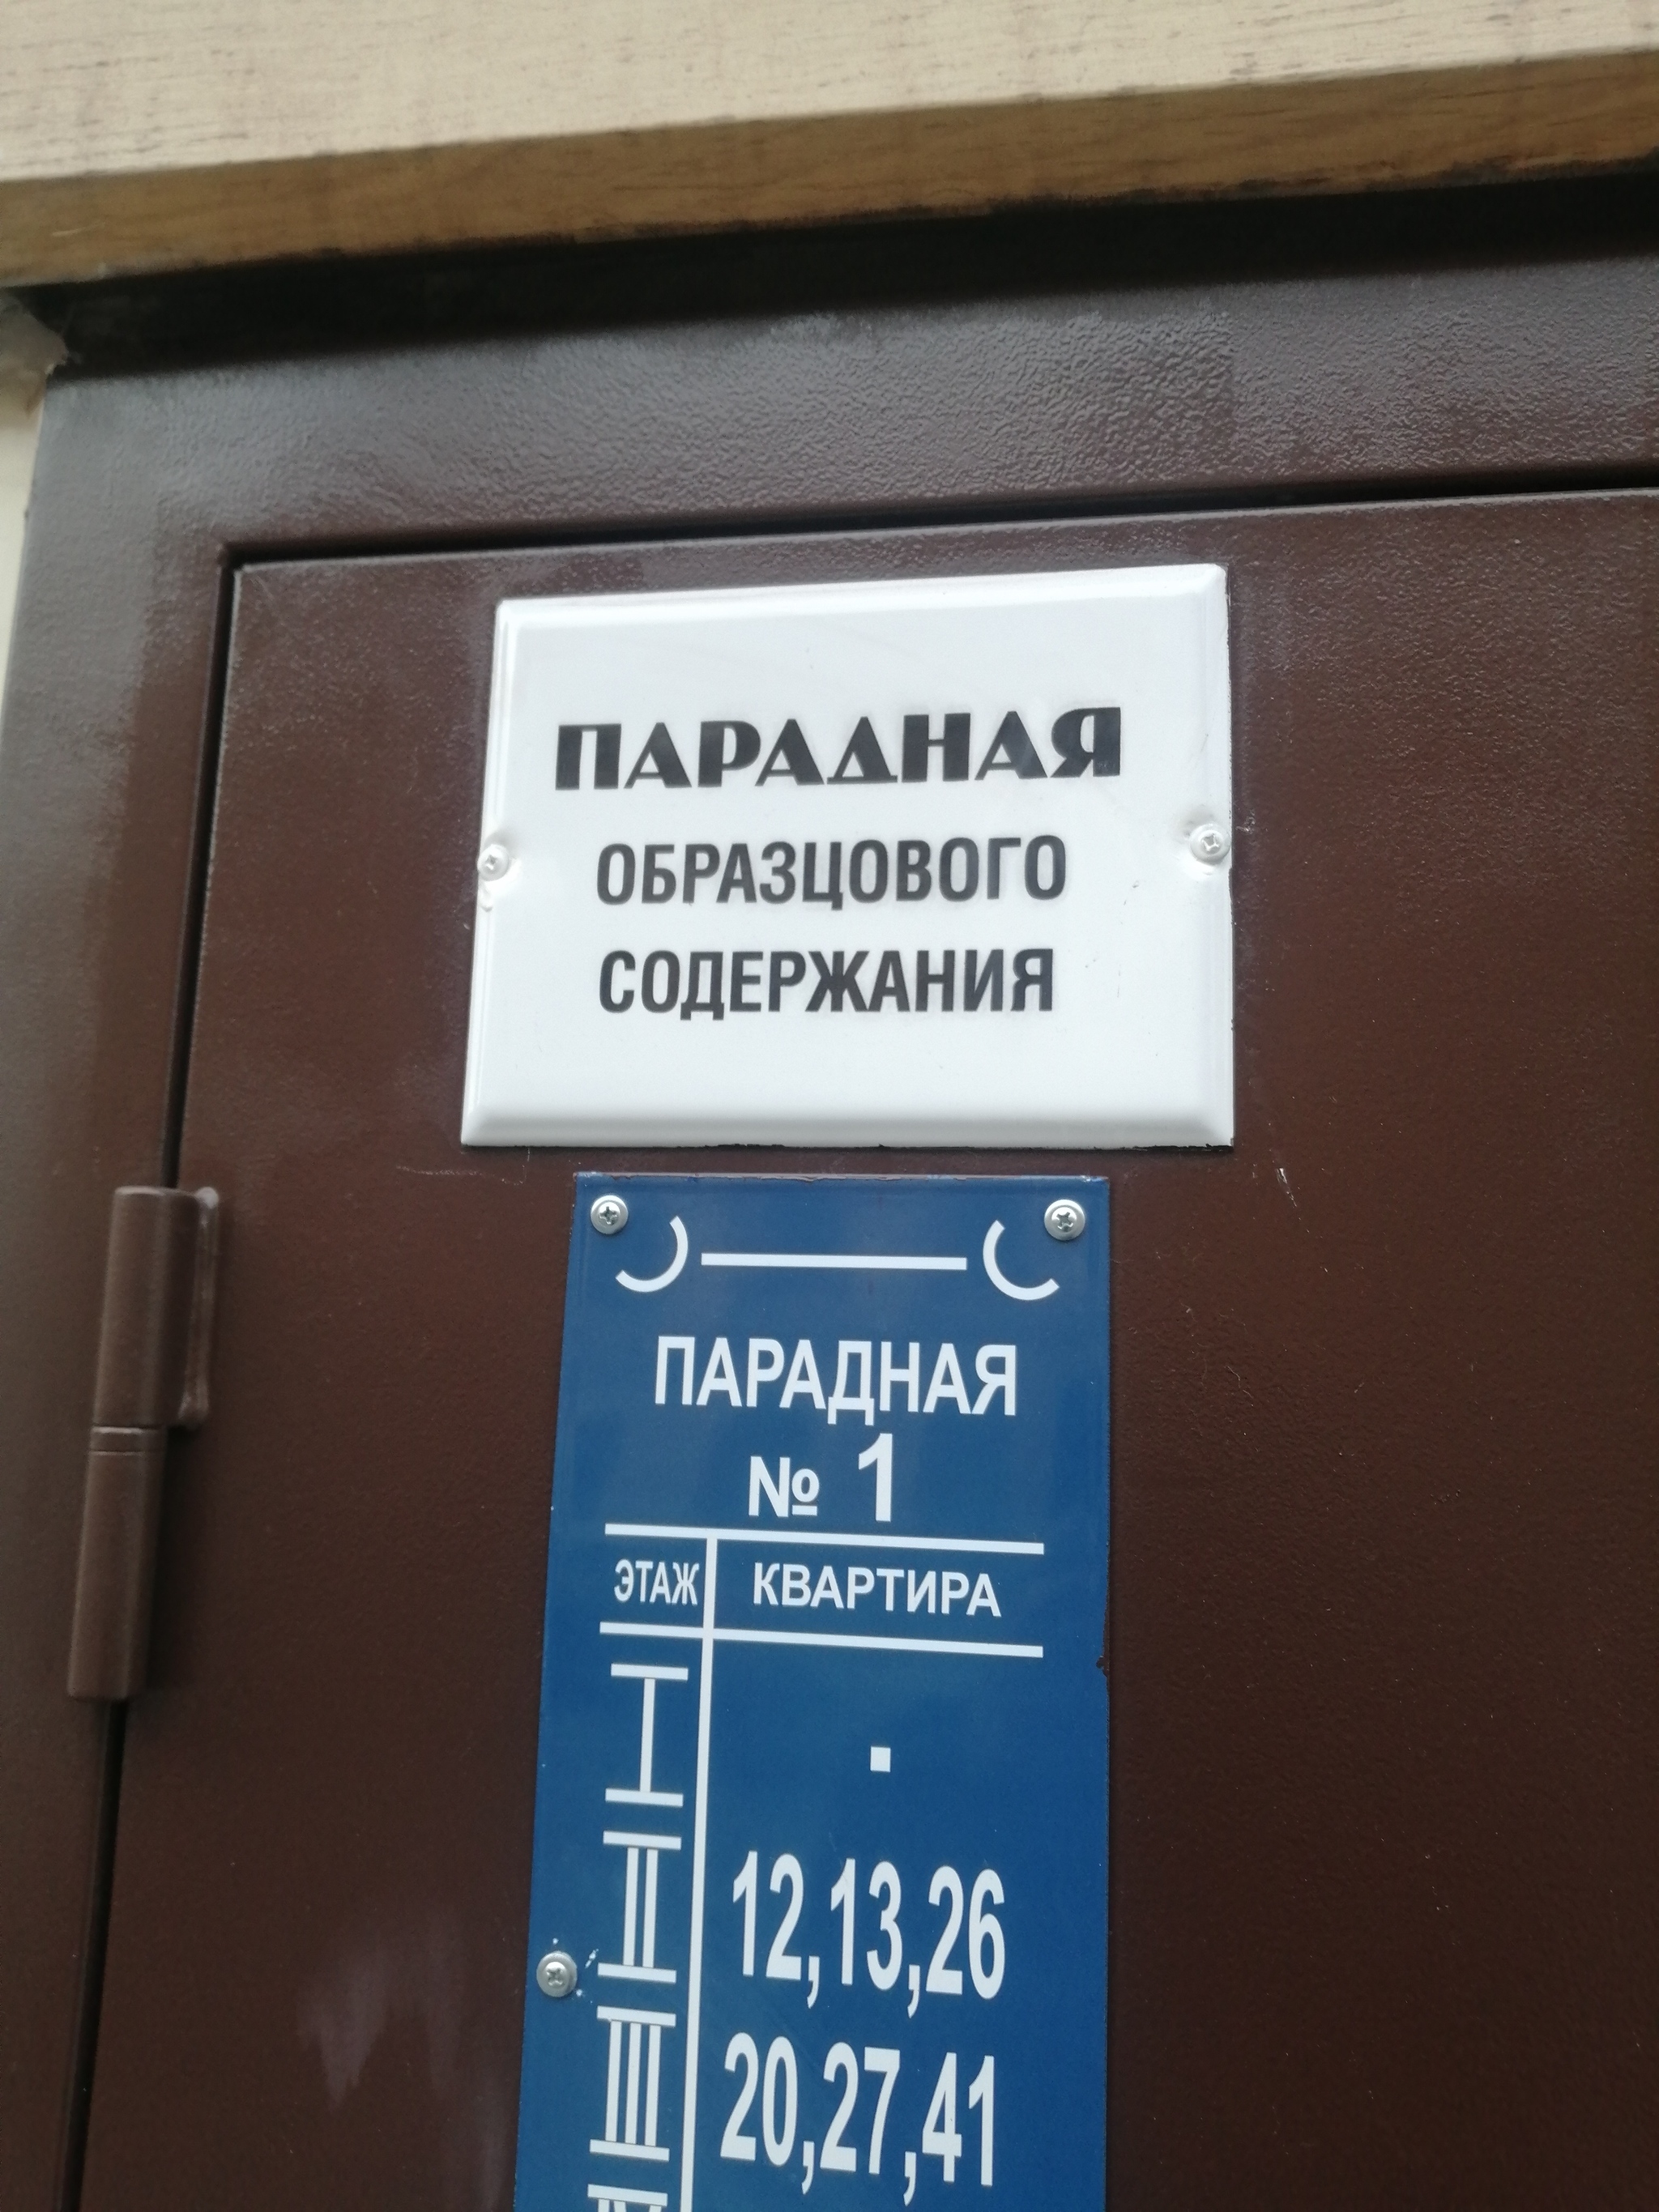 ПАРАДНАЯ
ОБРАЗЦОВОГО
СОДЕРЖАНИЯ
ПАРАДНАЯ
№ 1
ЭТАЖ КВАРТИРА
I .
II 12,13,26
III 20,27,41